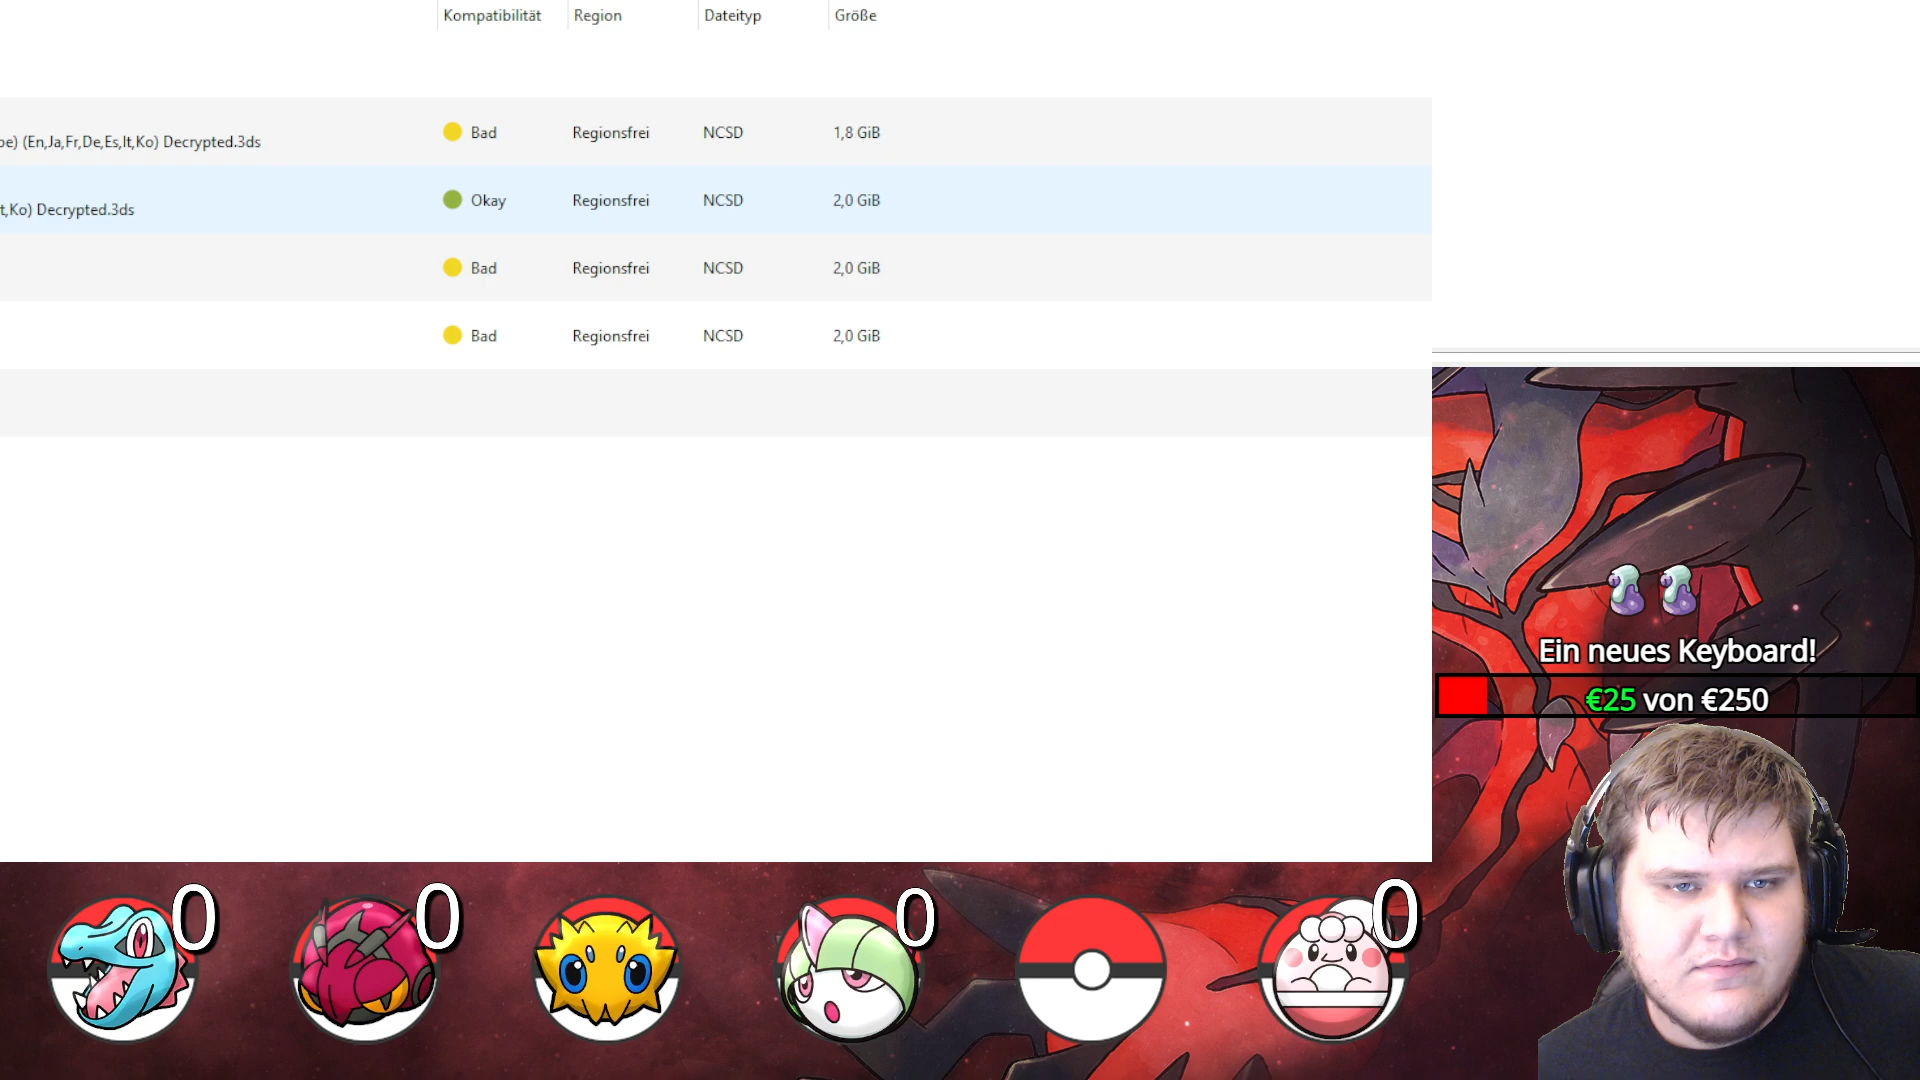 Kompatibilität Region Dateityp Größe
(En,Ja,Fr,De,Es,It,Ko) Decrypted.3ds Bad Regionsfrei NCSD 1,8 GiB
t,Ko) Decrypted.3ds Okay Regionsfrei NCSD 2,0 GiB
Bad Regionsfrei NCSD 2,0 GiB
Bad Regionsfrei NCSD 2,0 GiB
Ein neues Keyboard!
€25 von €250
0 0 0 0